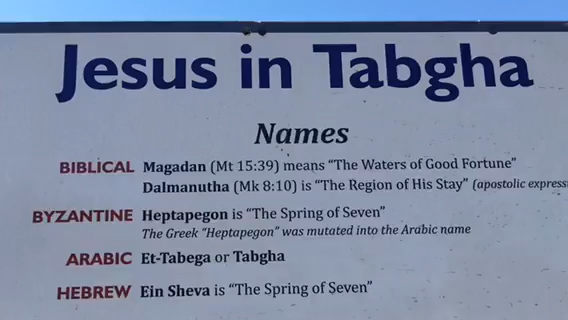 Jesus in Tabgha
Names
BIBLICAL Magadan (Mt 15:39) means “The Waters of Good Fortune”
Dalmanutha (Mk 8:10) is “The Region of His Stay” (apostolic express
BYZANTINE Heptapegon is “The Spring of Seven”
The Greek “Heptapegon” was mutated into the Arabic name
ARABIC Et-Tabega or Tabgha
HEBREW Ein Sheva is “The Spring of Seven”